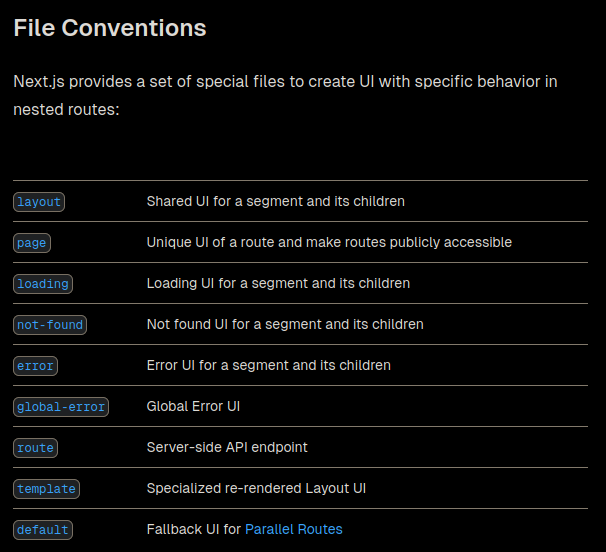 File Conventions
Next.js provides a set of special files to create UI with specific behavior in
nested routes:
layout Shared UI for a segment and its children
page Unique UI of a route and make routes publicly accessible
loading Loading UI for a segment and its children
not-found Not found UI for a segment and its children
error Error UI for a segment and its children
global-error Global Error UI
route Server-side API endpoint
template Specialized re-rendered Layout UI
default Fallback UI for Parallel Routes